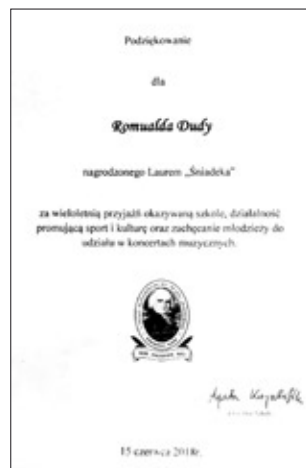 Podziękowanie
dla
Romualda Dudy
nagrodzonego Laurem „Śniadeka"
za wieloletnią przyjaźń okazywaną szkole, działalność
promującą sport i kulturę oraz zachęcanie młodzieży do
udziału w koncertach muzycznych.
15 czerwca 2018r.